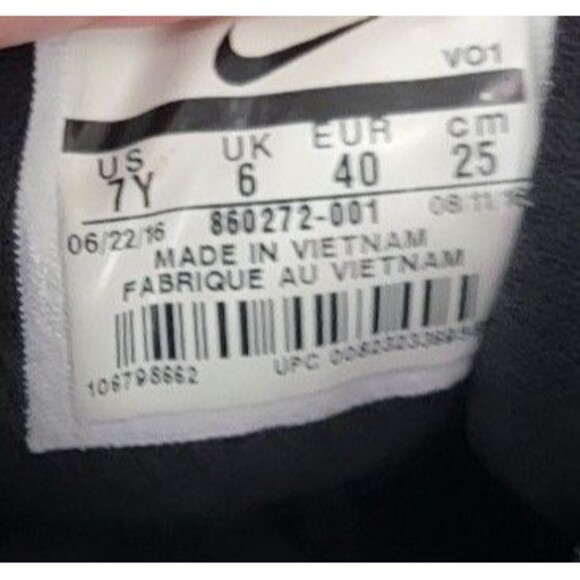 VO1
US UK EUR cm
7Y 6 40 25
06/22/16 860272-001
MADE IN VIETNAM
FABRIQUE AU VIETNAM
106798662 UPC